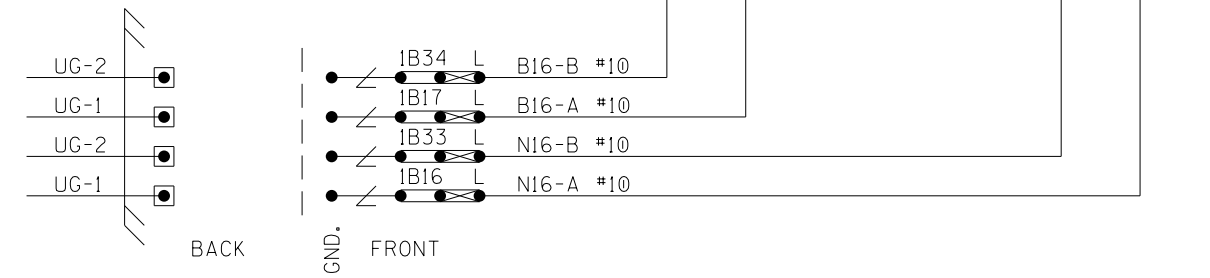 1B34 L
UG-2 B16-B #10
1B17 L
UG-1 B16-A #10
1B33 L
UG-2 N16-B #10
1B16 L
UG-1 N16-A #10
BACK GND. FRONT